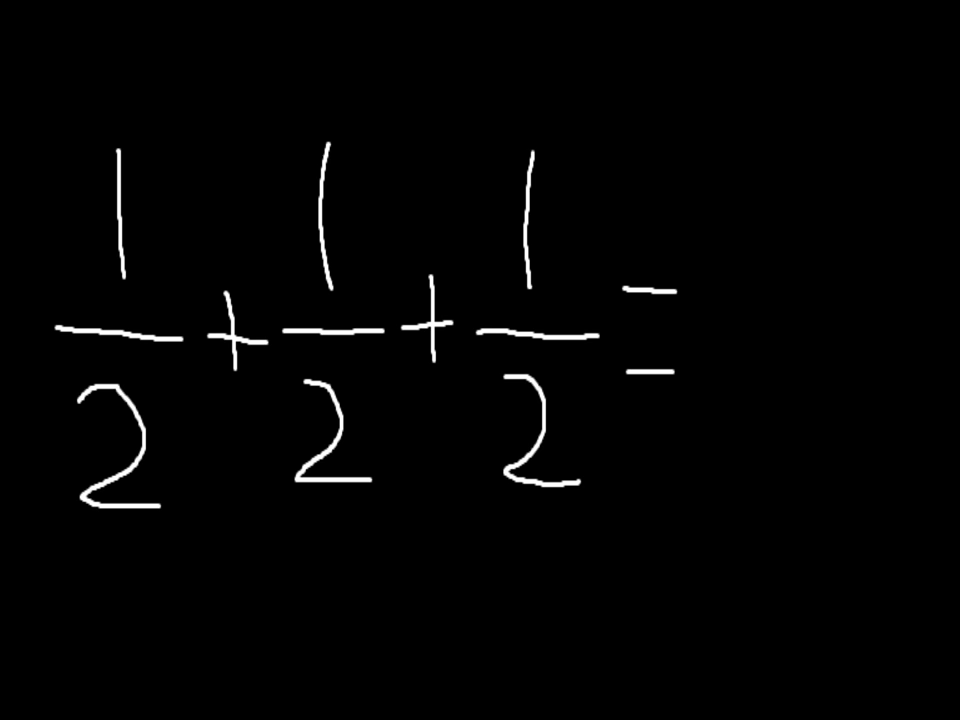 1/2 + 1/2 + 1/2 =